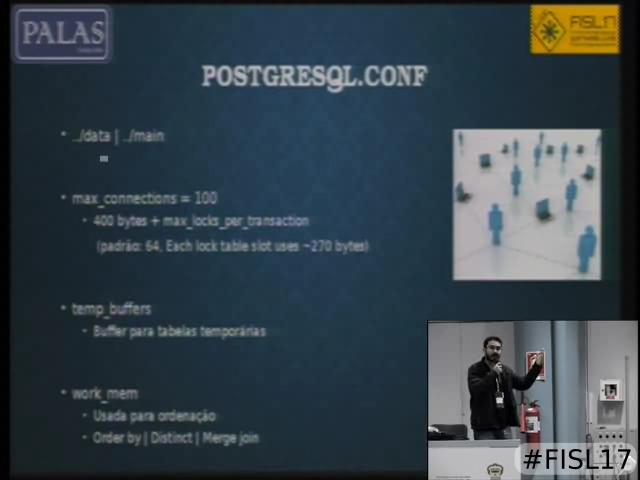 PALAS
FISL17
POSTGRESQL.CONF
../data | ../main
max_connections = 100
400 bytes + max_locks_per_transaction
(padrão: 64, Each lock table slot uses ~270 bytes)
temp_buffers
Buffer para tabelas temporárias
work_mem
Usada para ordenação
Order by | Distinct | Merge join
#FISL17